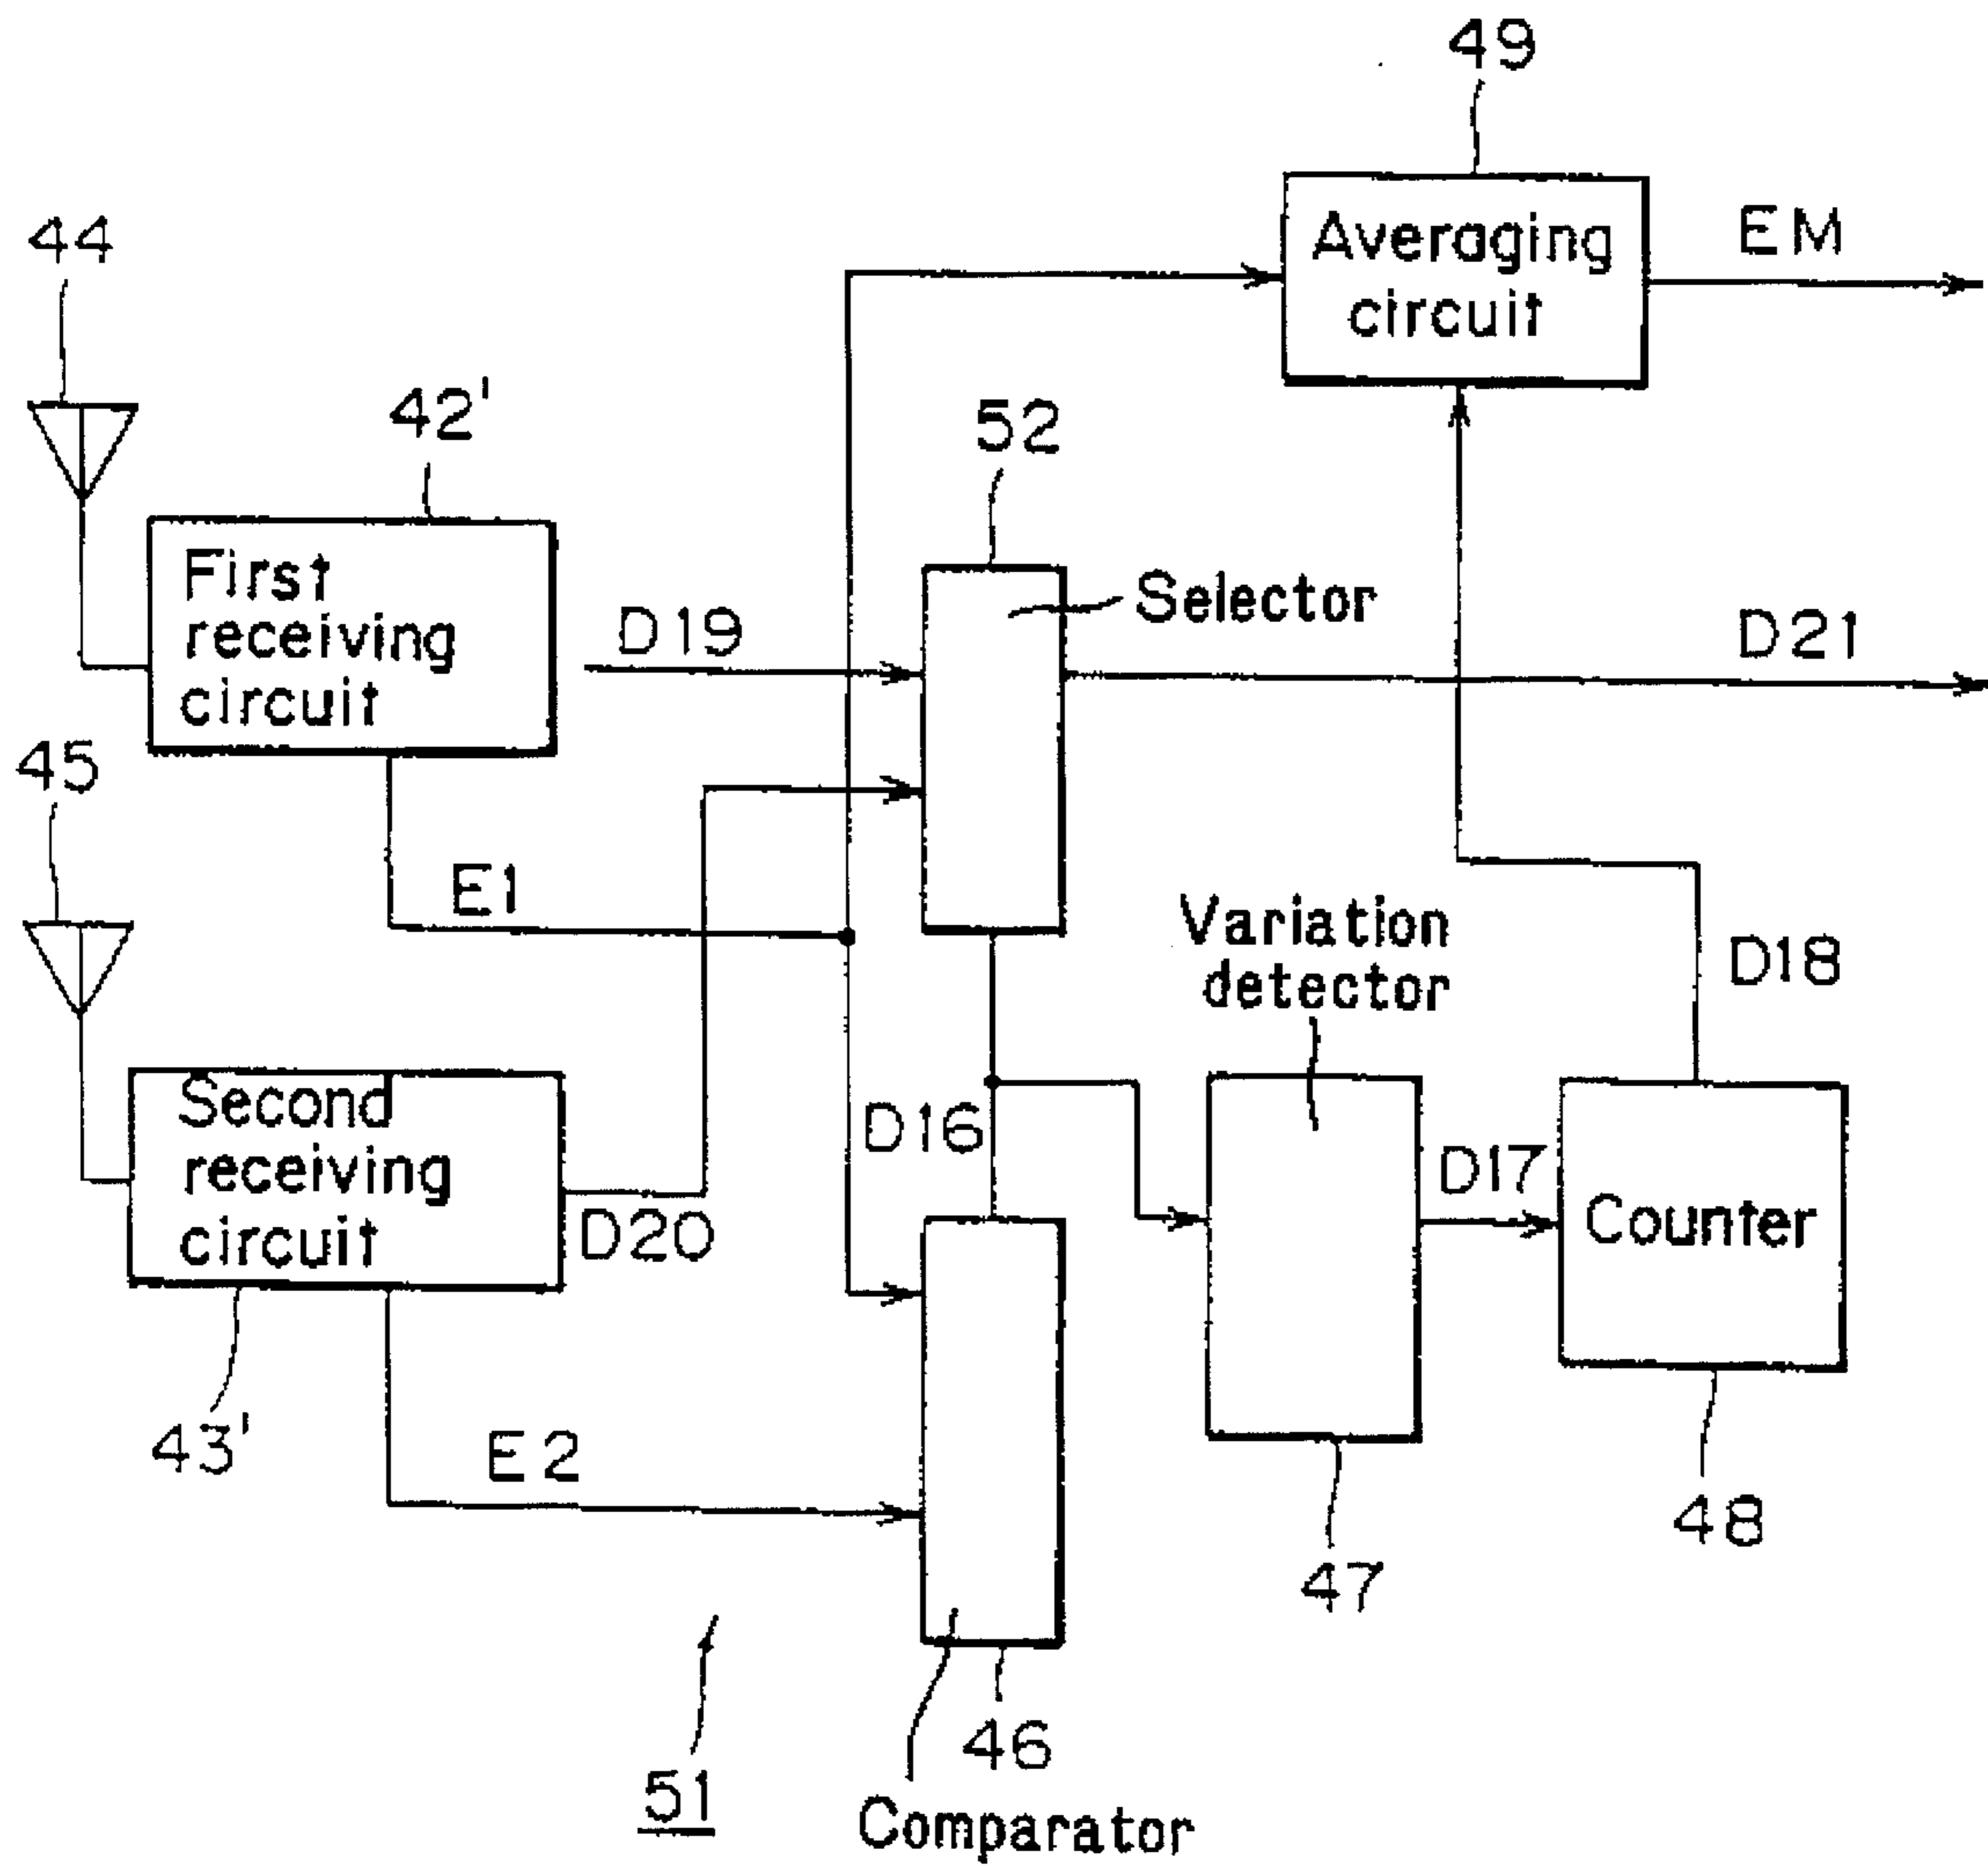 49
44
Averaging
circuit
EM
42'
52
First
receiving
circuit
D19
Selector
D21
45
E1
Variation
detector
D18
Second
receiving
circuit
D20
D16
D17
Counter
43'
E2
48
47
46
51
Comparator